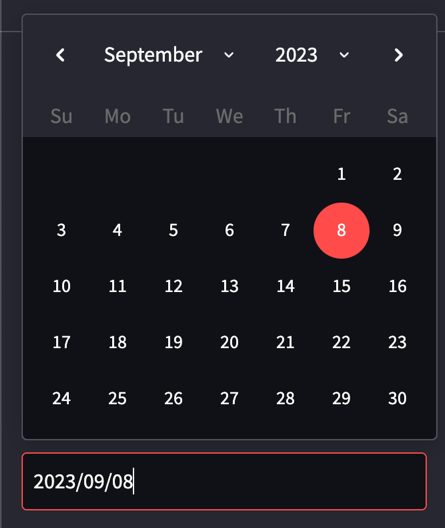 September 2023
Su Mo Tu We Th Fr Sa
1 2
3 4 5 6 7 8 9
10 11 12 13 14 15 16
17 18 19 20 21 22 23
24 25 26 27 28 29 30
2023/09/08